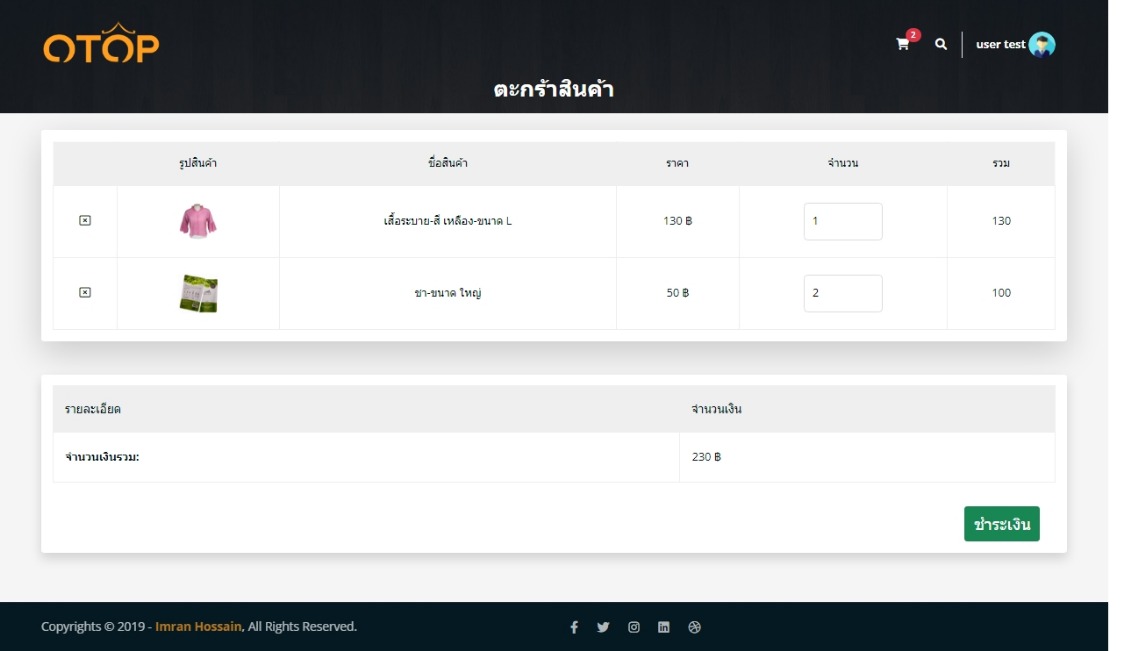 OTOP
2
user test
ตะกร้าสินค้า
รูปสินค้า ชื่อสินค้า ราคา จำนวน รวม
เสื้อระบาย-สี เหลือง-ขนาด L 130 ฿ 1 130
ชา-ขนาด ใหญ่ 50 ฿ 2 100
รายละเอียด จำนวนเงิน
จำนวนเงินรวม: 230 ฿
ชำระเงิน
Copyrights © 2019 - Imran Hossain, All Rights Reserved.